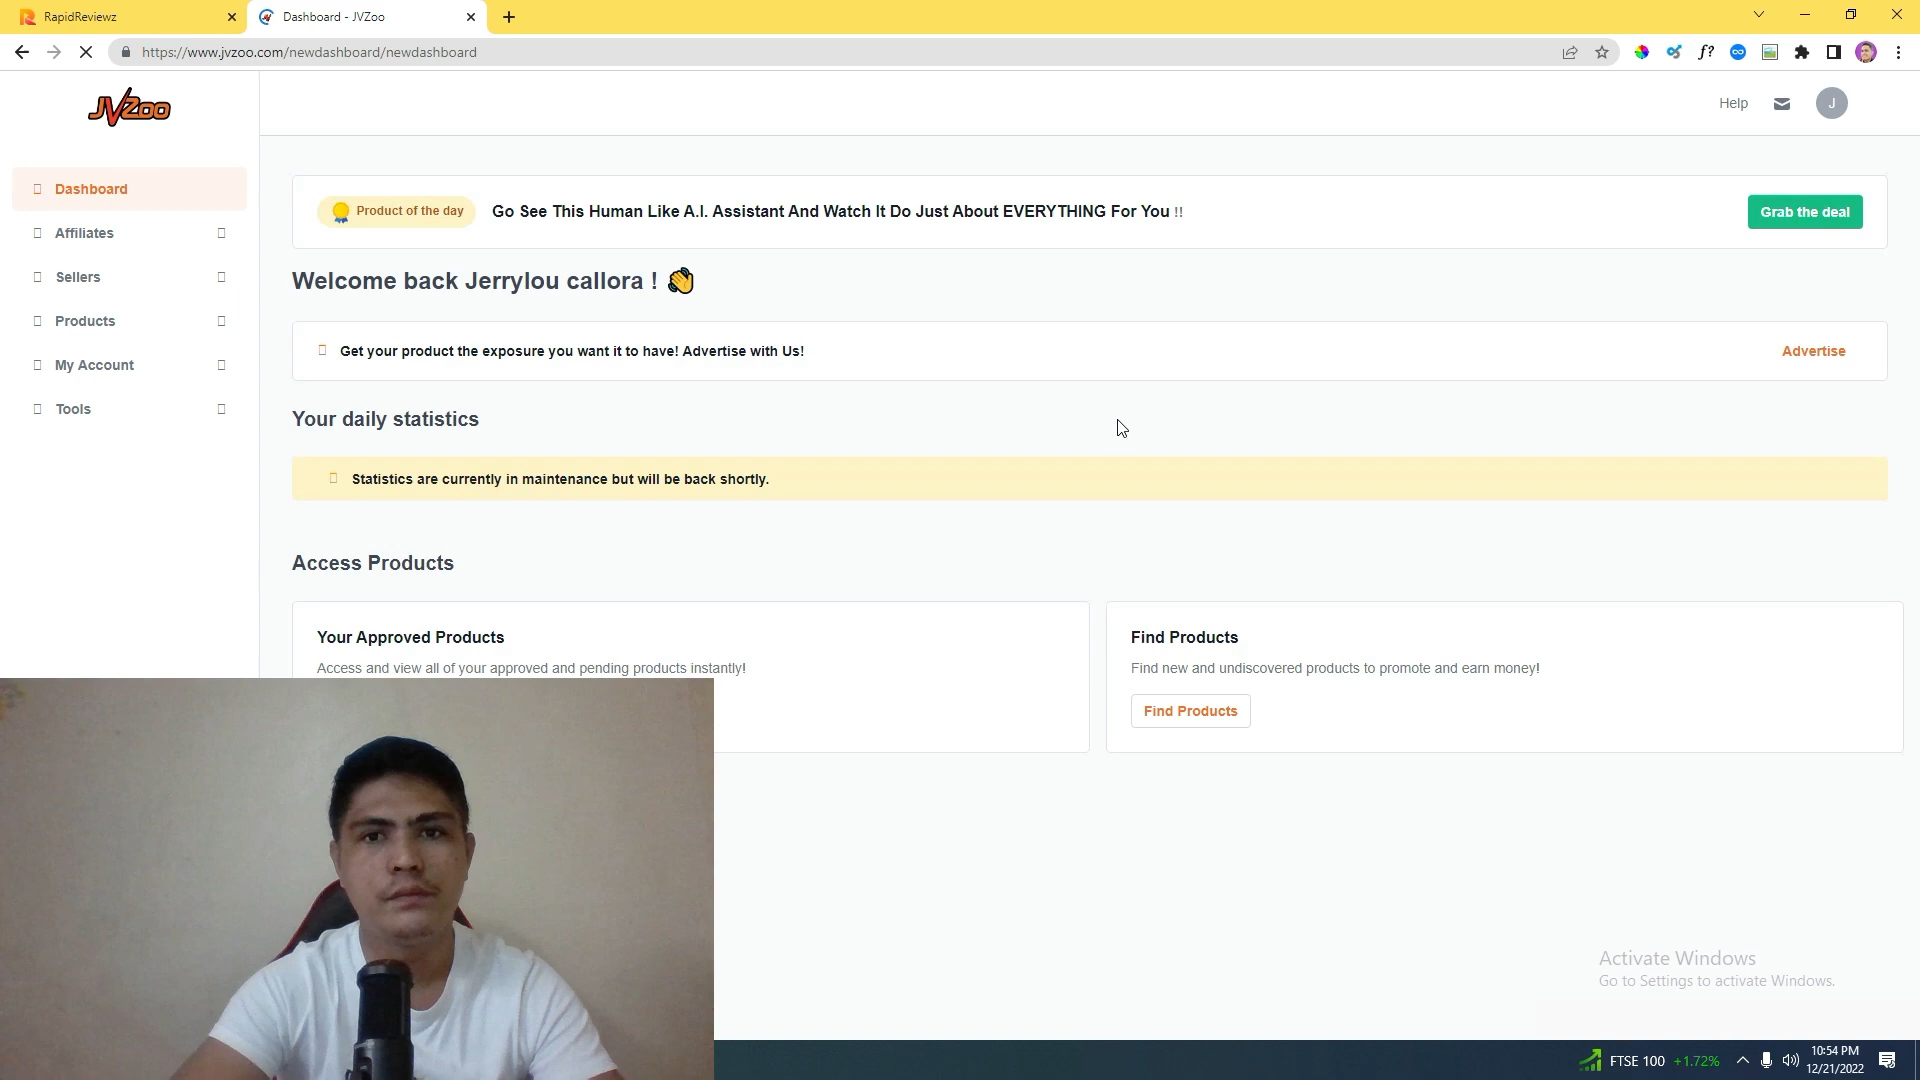 RapidReviewz
Dashboard - JVZoo
https://www.jvzoo.com/newdashboard/newdashboard
f?
JVZoo
Help
J
Dashboard
Affiliates
Sellers
Products
My Account
Tools
Product of the day
Go See This Human Like A.I. Assistant And Watch It Do Just About EVERYTHING For You !!
Grab the deal
Welcome back Jerrylou callora !
Get your product the exposure you want it to have! Advertise with Us!
Advertise
Your daily statistics
Statistics are currently in maintenance but will be back shortly.
Access Products
Your Approved Products
Access and view all of your approved and pending products instantly!
Find Products
Find new and undiscovered products to promote and earn money!
Find Products
Activate Windows
Go to Settings to activate Windows.
FTSE 100 +1.72%
10:54 PM
12/21/2022